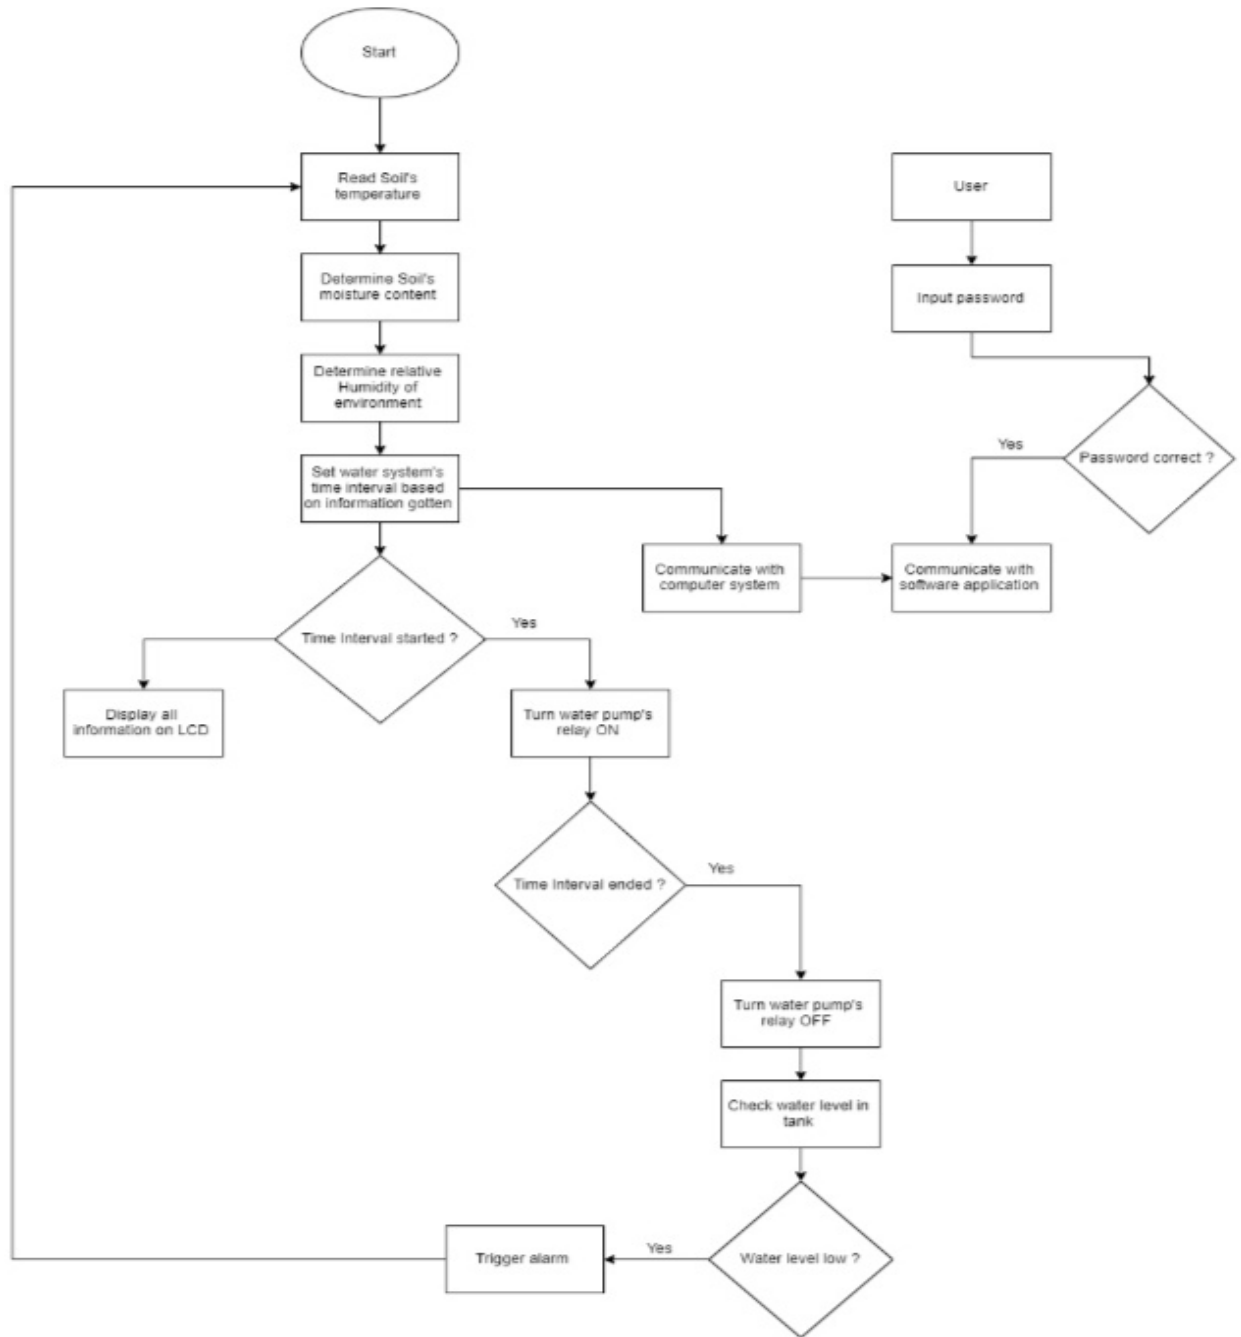 Start
Read Soil's
temperature
User
Determine Soil's
moisture content
Input password
Determine relative
Humidity of
environment
Set water system's
time interval based
on information gotten
Yes
Password correct ?
Communicate with
computer system
Communicate with
software application
Time Interval started ?
Yes
Display all
information on LCD
Turn water pump's
relay ON
Time Interval ended ?
Yes
Turn water pump's
relay OFF
Check water level in
tank
Trigger alarm
Yes
Water level low ?